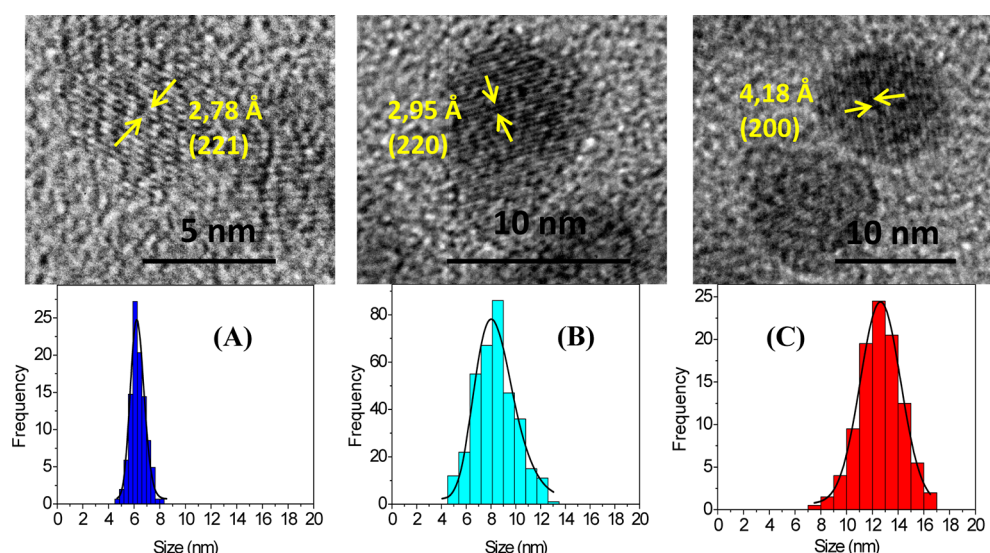 2,78 Å
(221)
5 nm
2,95 Å
(220)
10 nm
4,18 Å
(200)
10 nm
(A)
Frequency
25
20
15
10
5
0
0 2 4 6 8 10 12 14 16 18 20
Size (nm)
(B)
Frequency
80
60
40
20
0
0 2 4 6 8 10 12 14 16 18 20
Size (nm)
(C)
Frequency
25
20
15
10
5
0
0 2 4 6 8 10 12 14 16 18 20
Size (nm)